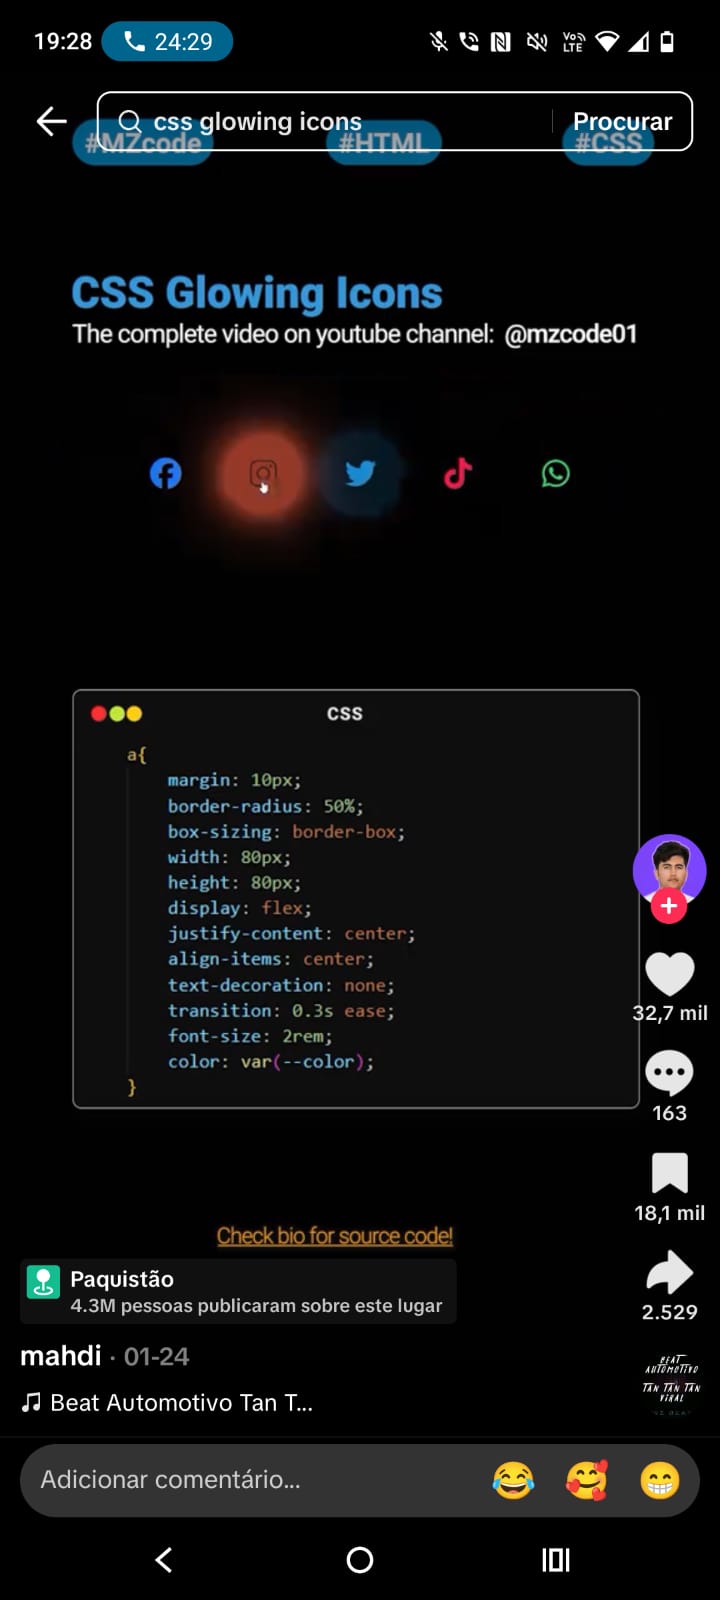 19:28 24:29 Vo) LTE
css glowing icons Procurar
#MZcode #HTML #CSS
CSS Glowing Icons
The complete video on youtube channel: @mzcode01
CSS
a{
margin: 10px;
border-radius: 50%;
box-sizing: border-box;
width: 80px;
height: 80px;
display: flex;
justify-content: center;
align-items: center;
text-decoration: none;
transition: 0.3s ease;
font-size: 2rem;
color: var(--color);
}
32,7 mil
163
18,1 mil
2.529
Check bio for source code!
Paquistão
4.3M pessoas publicaram sobre este lugar
mahdi · 01-24
Beat Automotivo Tan T...
BEAT
AUTOMOTIVO
TAN TAN TAN
VIRAL
Adicionar comentário...